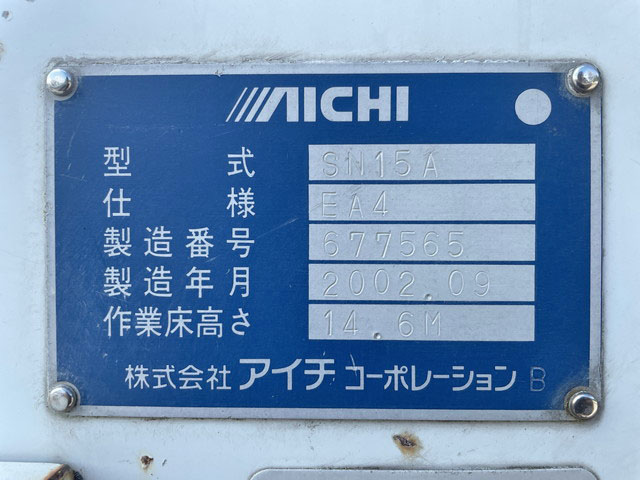 AICHI
型式 SN15A
仕様 EA4
製造番号 677565
製造年月 2002.09
作業床高さ 14.6M
株式会社 アイチ コーポレーション B